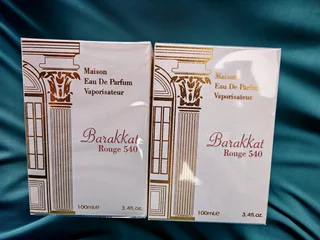 Maison
Eau De Parfum
Vaporisateur
Barakkat
Rouge 540
100ml.e
3.4fl.oz.
Maison
Eau De Parfum
Vaporisateur
Barakkat
Rouge 540
100ml.e
3.4fl.oz.